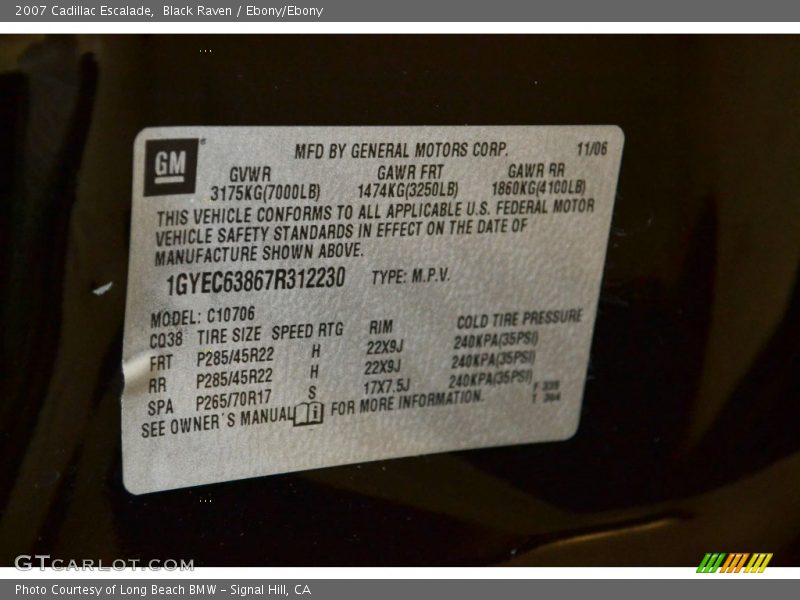 2007 Cadillac Escalade, Black Raven / Ebony/Ebony
GM
MFD BY GENERAL MOTORS CORP. 11/06
GVWR GAWR FRT GAWR RR
3175KG(7000LB) 1474KG(3250LB) 1860KG(4100LB)
THIS VEHICLE CONFORMS TO ALL APPLICABLE U.S. FEDERAL MOTOR
VEHICLE SAFETY STANDARDS IN EFFECT ON THE DATE OF
MANUFACTURE SHOWN ABOVE.
1GYEC63867R312230 TYPE: M.P.V.
MODEL: C10706
CQ38 TIRE SIZE SPEED RTG RIM COLD TIRE PRESSURE
FRT P285/45R22 H 22X9J 240KPA(35PSI)
RR P285/45R22 H 22X9J 240KPA(35PSI)
SPA P265/70R17 S 17X7.5J 240KPA(35PSI)
SEE OWNER'S MANUAL FOR MORE INFORMATION.
GTCARLOT.COM
Photo Courtesy of Long Beach BMW - Signal Hill, CA